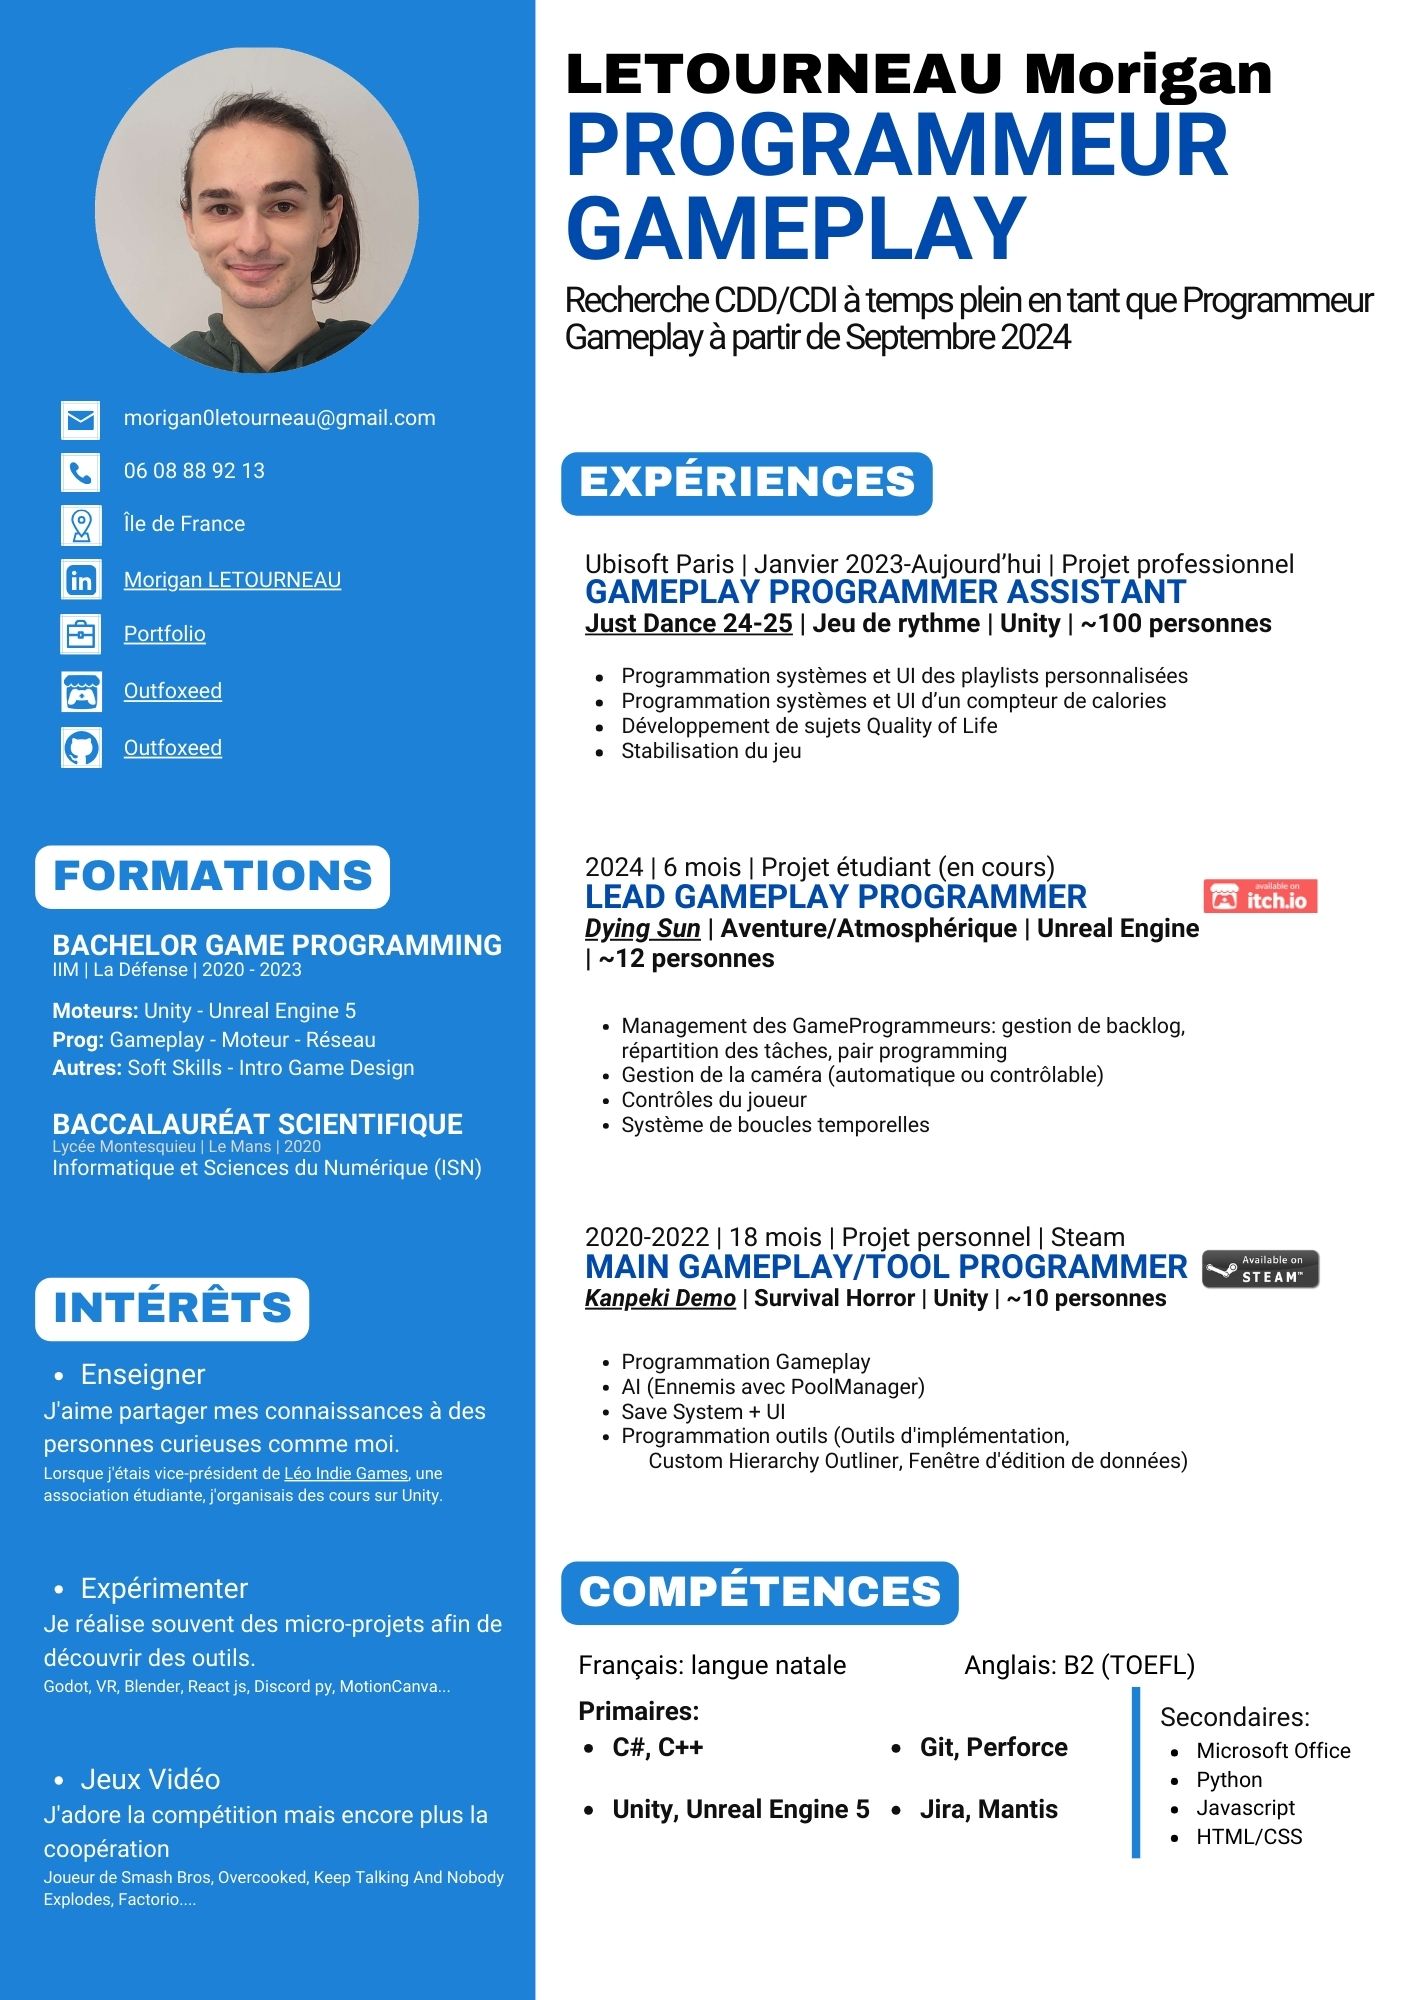 LETOURNEAU Morigan
PROGRAMMEUR
GAMEPLAY
Recherche CDD/CDI à temps plein en tant que Programmeur
Gameplay à partir de Septembre 2024
morigan0letourneau@gmail.com
06 08 88 92 13
Île de France
in Morigan LETOURNEAU
Portfolio
Outfoxeed
Outfoxeed
FORMATIONS
BACHELOR GAME PROGRAMMING
IIM | La Défense | 2020 - 2023
Moteurs: Unity - Unreal Engine 5
Prog: Gameplay - Moteur - Réseau
Autres: Soft Skills - Intro Game Design
BACCALAURÉAT SCIENTIFIQUE
Lycée Montesquieu | Le Mans | 2020
Informatique et Sciences du Numérique (ISN)
INTÉRÊTS
• Enseigner
J'aime partager mes connaissances à des
personnes curieuses comme moi.
Lorsque j'étais vice-président de Léo Indie Games, une
association étudiante, j'organisais des cours sur Unity.
• Expérimenter
Je réalise souvent des micro-projets afin de
découvrir des outils.
Godot, VR, Blender, React js, Discord py, MotionCanva...
• Jeux Vidéo
J'adore la compétition mais encore plus la
coopération
Joueur de Smash Bros, Overcooked, Keep Talking And Nobody
Explodes, Factorio....
EXPÉRIENCES
Ubisoft Paris | Janvier 2023-Aujourd’hui | Projet professionnel
GAMEPLAY PROGRAMMER ASSISTANT
Just Dance 24-25 | Jeu de rythme | Unity | ~100 personnes
• Programmation systèmes et UI des playlists personnalisées
• Programmation systèmes et UI d’un compteur de calories
• Développement de sujets Quality of Life
• Stabilisation du jeu
2024 | 6 mois | Projet étudiant (en cours)
LEAD GAMEPLAY PROGRAMMER
available on
itch.io
Dying Sun | Aventure/Atmosphérique | Unreal Engine
| ~12 personnes
• Management des GameProgrammeurs: gestion de backlog,
répartition des tâches, pair programming
• Gestion de la caméra (automatique ou contrôlable)
• Contrôles du joueur
• Système de boucles temporelles
2020-2022 | 18 mois | Projet personnel | Steam
MAIN GAMEPLAY/TOOL PROGRAMMER
Available on
STEAM™
Kanpeki Demo | Survival Horror | Unity | ~10 personnes
• Programmation Gameplay
• AI (Ennemis avec PoolManager)
• Save System + UI
• Programmation outils (Outils d'implémentation,
Custom Hierarchy Outliner, Fenêtre d'édition de données)
COMPÉTENCES
Français: langue natale Anglais: B2 (TOEFL)
Primaires:
• C#, C++
• Unity, Unreal Engine 5
• Git, Perforce
• Jira, Mantis
Secondaires:
• Microsoft Office
• Python
• Javascript
• HTML/CSS